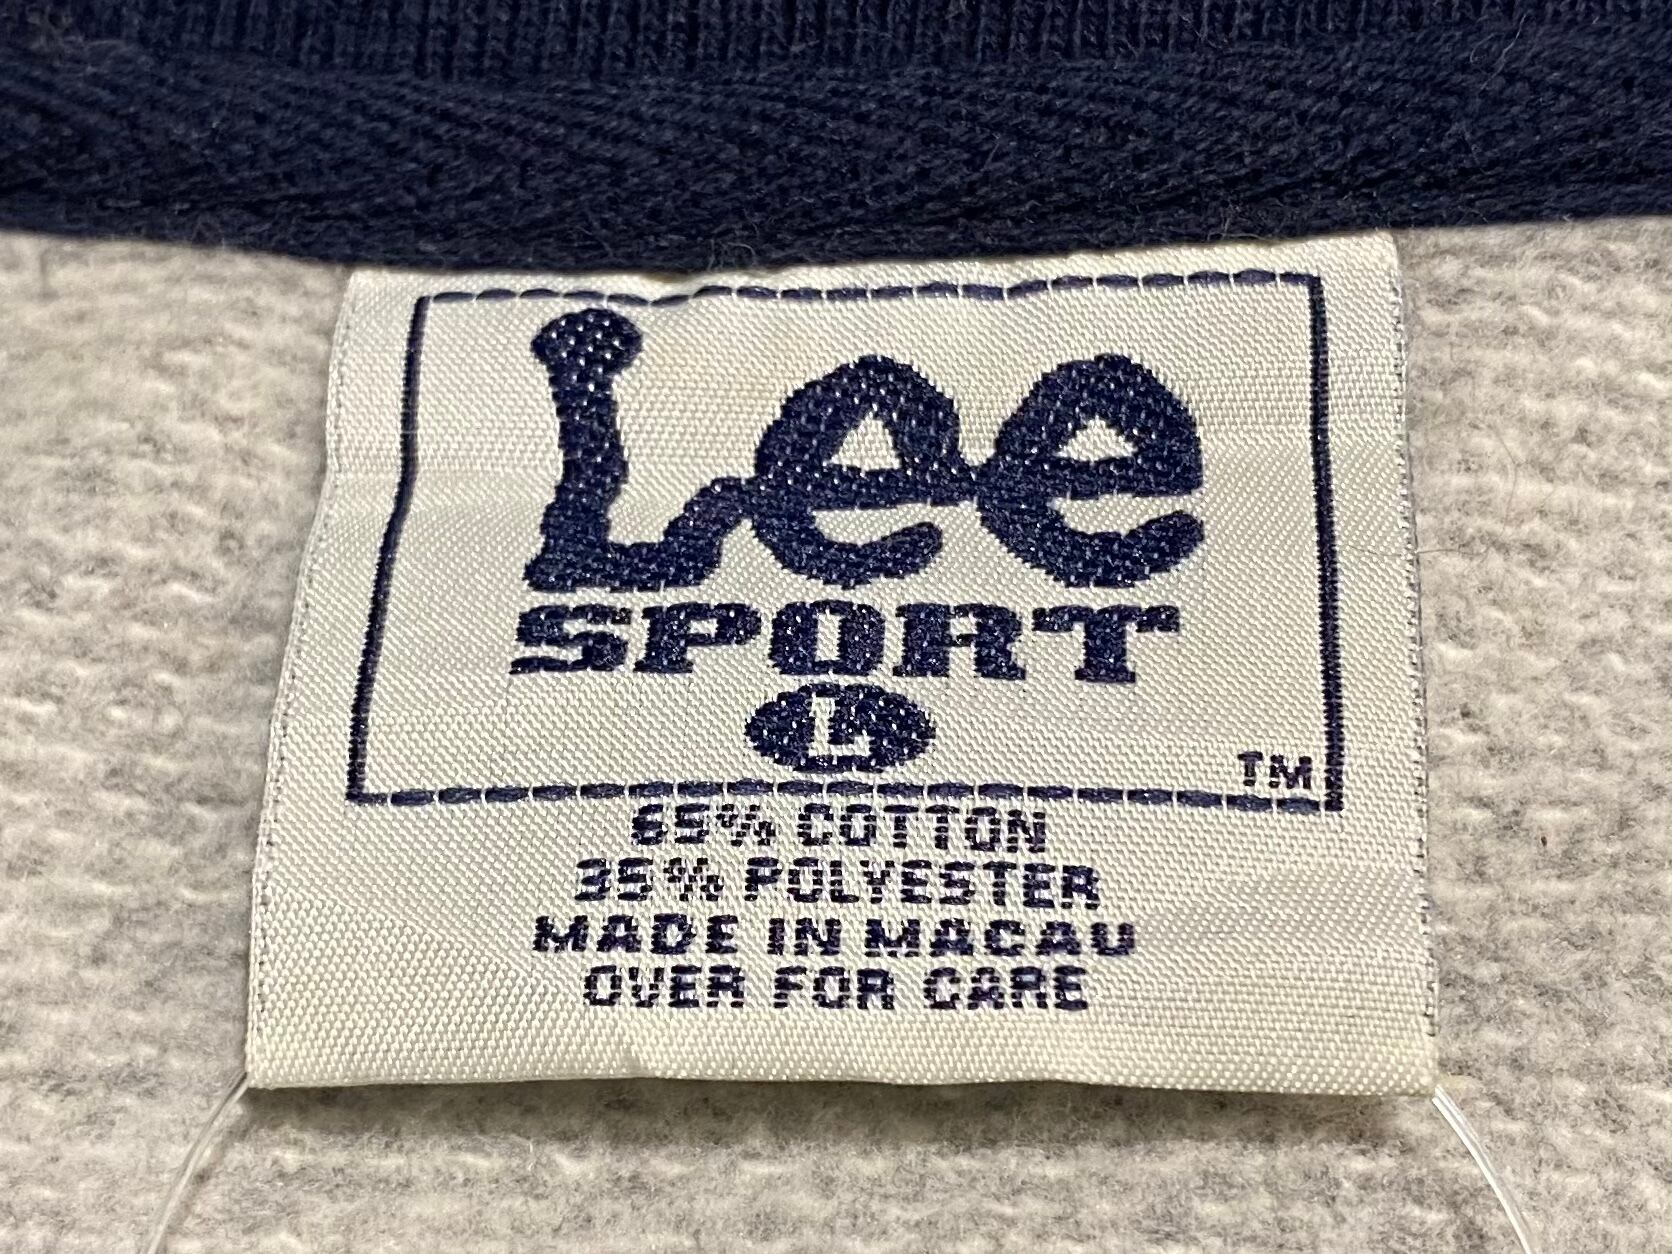 Lee
SPORT
L
TM
65% COTTON
35% POLYESTER
MADE IN MACAU
OVER FOR CARE